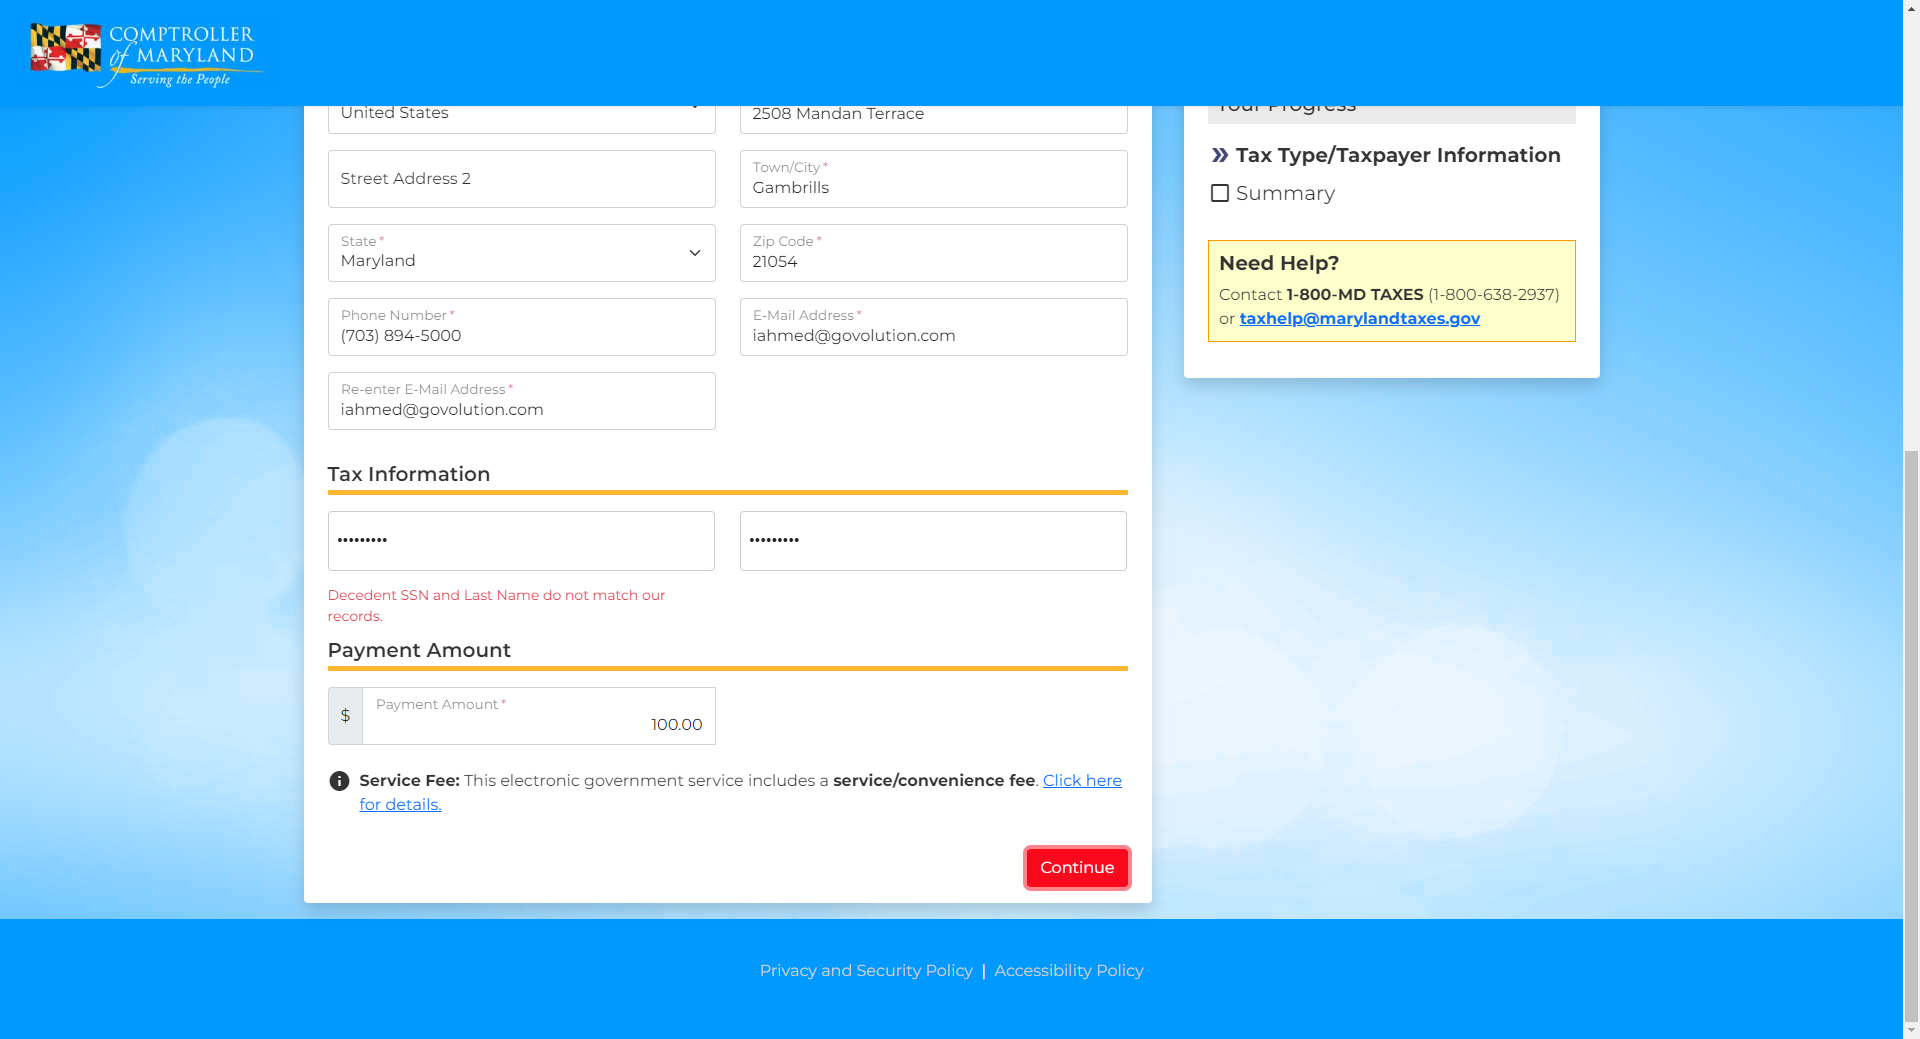 COMPTROLLER
of MARYLAND
Serving the People
United States
2508 Mandan Terrace
Street Address 2
Town/City *
Gambrills
State *
Maryland
Zip Code *
21054
Phone Number *
(703) 894-5000
E-Mail Address *
iahmed@govolution.com
Re-enter E-Mail Address *
iahmed@govolution.com
Tax Information
•••••••••
•••••••••
Decedent SSN and Last Name do not match our
records.
Payment Amount
$
Payment Amount *
100.00
Service Fee: This electronic government service includes a service/convenience fee. Click here
for details.
Continue
Your Progress
Tax Type/Taxpayer Information
Summary
Need Help?
Contact 1-800-MD TAXES (1-800-638-2937)
or taxhelp@marylandtaxes.gov
Privacy and Security Policy | Accessibility Policy